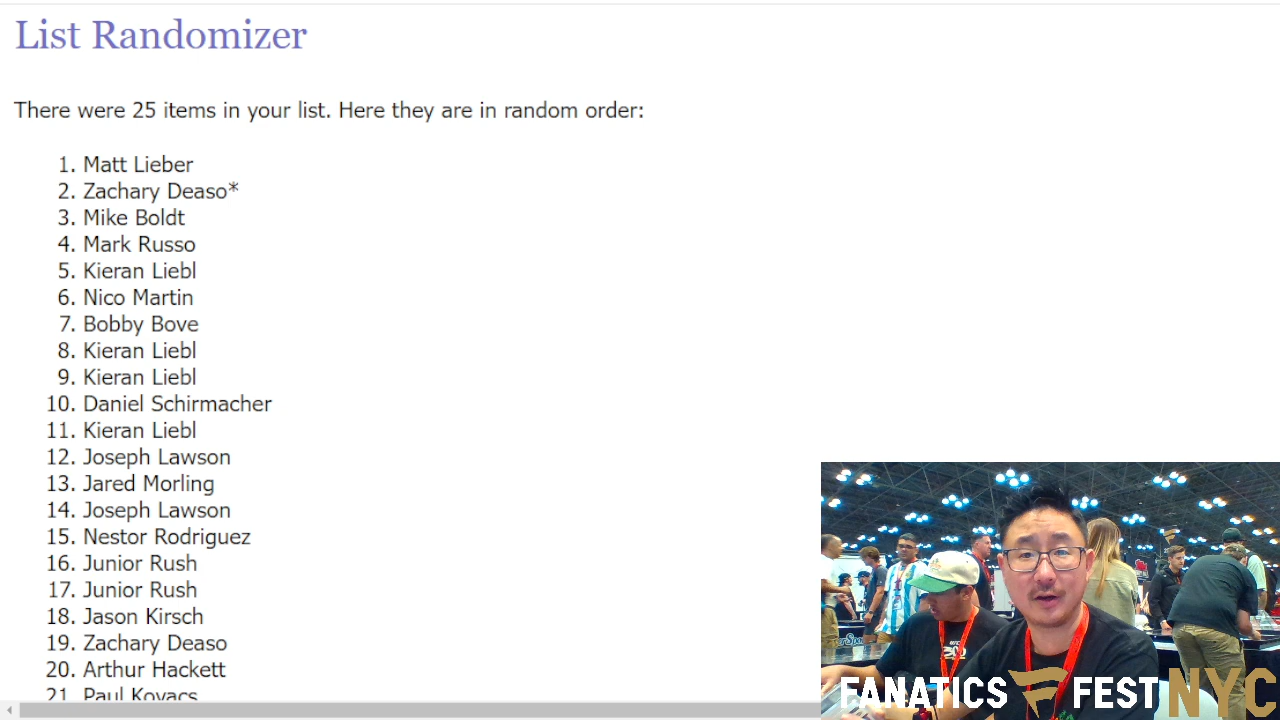 List Randomizer
There were 25 items in your list. Here they are in random order:
1. Matt Lieber
2. Zachary Deaso*
3. Mike Boldt
4. Mark Russo
5. Kieran Liebl
6. Nico Martin
7. Bobby Bove
8. Kieran Liebl
9. Kieran Liebl
10. Daniel Schirmacher
11. Kieran Liebl
12. Joseph Lawson
13. Jared Morling
14. Joseph Lawson
15. Nestor Rodriguez
16. Junior Rush
17. Junior Rush
18. Jason Kirsch
19. Zachary Deaso
20. Arthur Hackett
21. Paul Kovacs
FANATICS FEST NYC